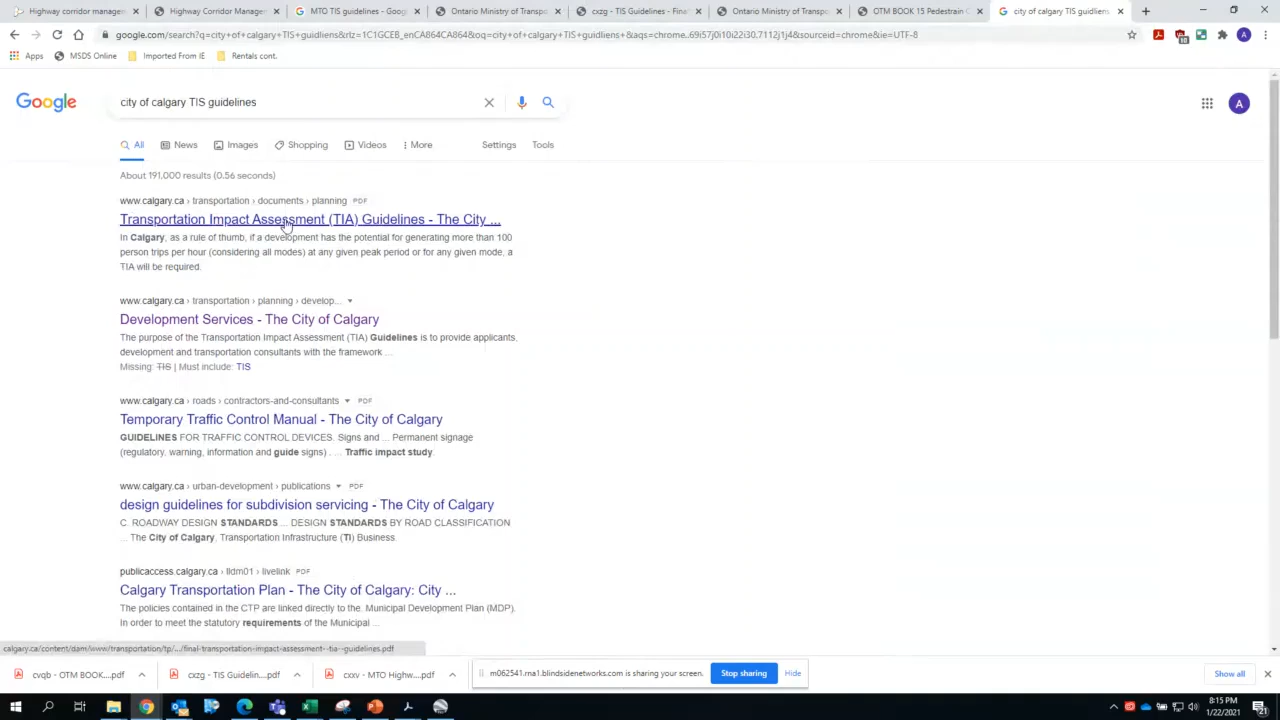 Highway corridor managemen
Highway Corridor Managemen
MTO TIS guidelines - Googl
Ontario Ministry of Transpo
cxzg - TIS Guidelines - Fina
Ontario Ministry of Transpo
OTM BOOK 15 Pedestrian C
city of calgary TIS guidliens
google.com/search?q=city+of+calgary+TIS+guidliens&rlz=1C1GCEB_enCA864CA864&oq=city+of+calgary+TIS+guidliens+&aqs=chrome..69i57j0i10i22i30.7112j1j4&sourceid=chrome&ie=UTF-8
Apps
MSDS Online
Imported From IE
Rentals cont.
Google
city of calgary TIS guidelines
A
All
News
Images
Shopping
Videos
More
Settings
Tools
About 191,000 results (0.56 seconds)
www.calgary.ca › transportation › documents › planning PDF
Transportation Impact Assessment (TIA) Guidelines - The City ...
In Calgary, as a rule of thumb, if a development has the potential for generating more than 100
person trips per hour (considering all modes) at any given peak period or for any given mode, a
TIA will be required.
www.calgary.ca › transportation › planning › develop...
Development Services - The City of Calgary
The purpose of the Transportation Impact Assessment (TIA) Guidelines is to provide applicants,
development and transportation consultants with the framework ...
Missing: TIS | Must include: TIS
www.calgary.ca › roads › contractors-and-consultants PDF
Temporary Traffic Control Manual - The City of Calgary
GUIDELINES FOR TRAFFIC CONTROL DEVICES. Signs and ... Permanent signage
(regulatory, warning, information and guide signs) . ... Traffic impact study.
www.calgary.ca › urban-development › publications PDF
design guidelines for subdivision servicing - The City of Calgary
C. ROADWAY DESIGN STANDARDS ... DESIGN STANDARDS BY ROAD CLASSIFICATION
... The City of Calgary, Transportation Infrastructure (TI) Business.
publicaccess.calgary.ca › lldm01 › livelink PDF
Calgary Transportation Plan - The City of Calgary: City ...
The policies contained in the CTP are linked directly to the. Municipal Development Plan (MDP).
In order to meet the statutory requirements of the Municipal ...
calgary.ca/content/dam/www/transportation/tp/.../final-transportation-impact-assessment--tia--guidelines.pdf
cvqb - OTM BOOK....pdf
cxzg - TIS Guidelin....pdf
cxxv - MTO Highw....pdf
m062541.rna1.blindsidenetworks.com is sharing your screen.
Stop sharing
Hide
Show all
8:15 PM
1/22/2021
21